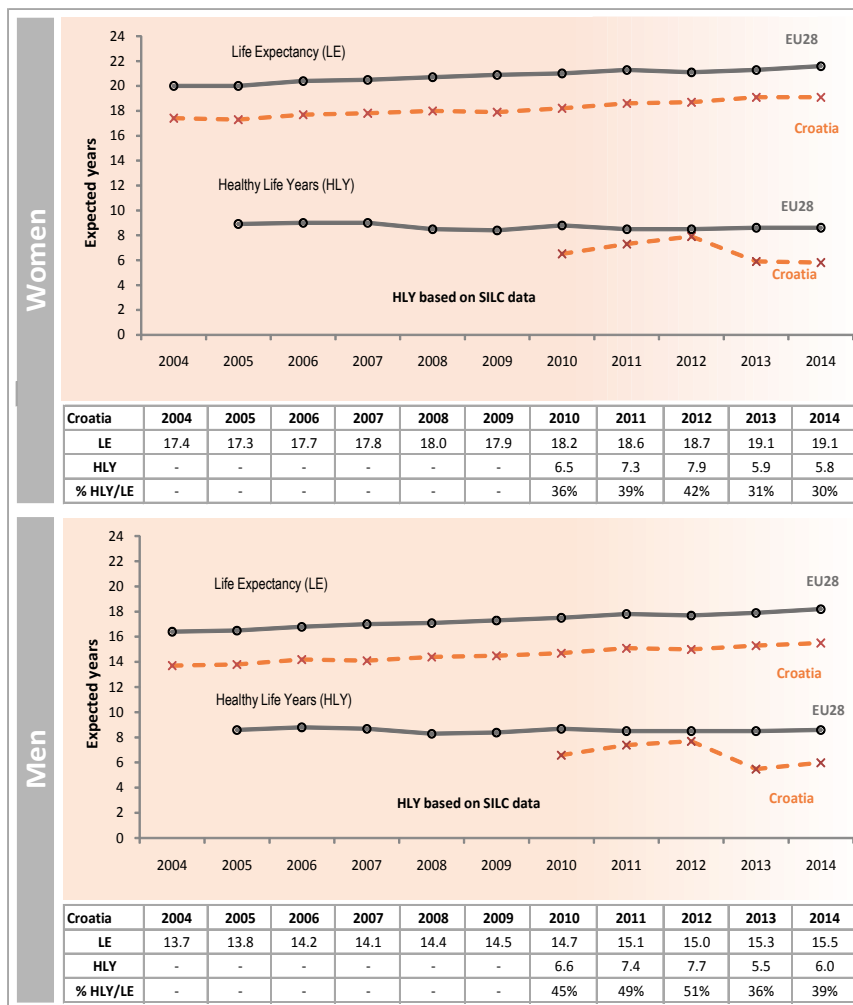 Women
Expected years
24
22
20
18
16
14
12
10
8
6
4
2
0
Life Expectancy (LE)
EU28
Croatia
Healthy Life Years (HLY)
EU28
Croatia
HLY based on SILC data
2004 2005 2006 2007 2008 2009 2010 2011 2012 2013 2014
Croatia 2004 2005 2006 2007 2008 2009 2010 2011 2012 2013 2014
LE 17.4 17.3 17.7 17.8 18.0 17.9 18.2 18.6 18.7 19.1 19.1
HLY - - - - - - 6.5 7.3 7.9 5.9 5.8
% HLY/LE - - - - - - 36% 39% 42% 31% 30%
Men
Expected years
24
22
20
18
16
14
12
10
8
6
4
2
0
Life Expectancy (LE)
EU28
Croatia
Healthy Life Years (HLY)
EU28
Croatia
HLY based on SILC data
2004 2005 2006 2007 2008 2009 2010 2011 2012 2013 2014
Croatia 2004 2005 2006 2007 2008 2009 2010 2011 2012 2013 2014
LE 13.7 13.8 14.2 14.1 14.4 14.5 14.7 15.1 15.0 15.3 15.5
HLY - - - - - - 6.6 7.4 7.7 5.5 6.0
% HLY/LE - - - - - - 45% 49% 51% 36% 39%